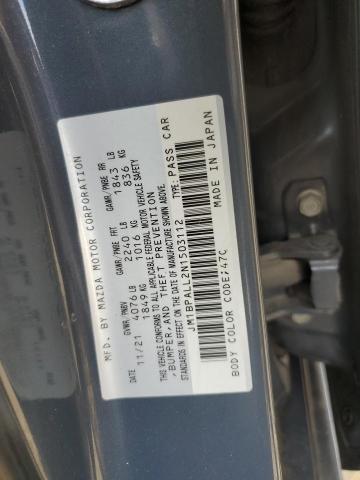 MFD. BY MAZDA MOTOR CORPORATION
GVWR/PNBV GAWR/PNBE FRT GAWR/PNBE RR
DATE 4076 LB 2240 LB 1843 LB
11/21 1849 KG 1016 KG 836 KG
THIS VEHICLE CONFORMS TO ALL APPLICABLE FEDERAL MOTOR VEHICLE SAFETY
BUMPER, AND THEFT PREVENTION
STANDARDS IN EFFECT ON THE DATE OF MANUFACTURE SHOWN ABOVE.
JM1BPALL2N1503112 TYPE: PASS CAR
BODY COLOR CODE:47C MADE IN JAPAN